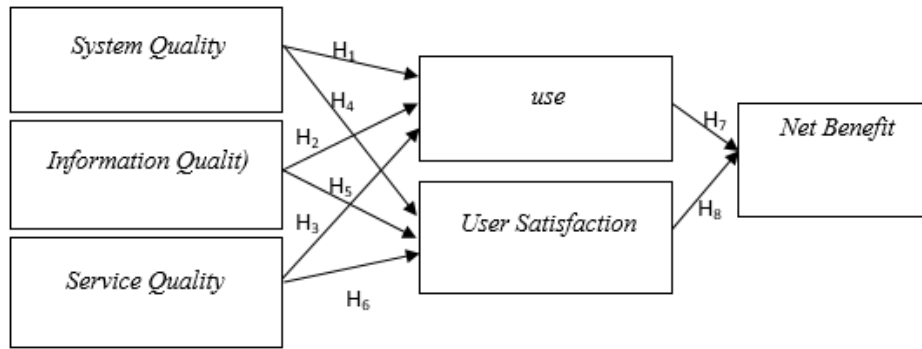 System Quality
Information Qualit)
Service Quality
H₁
H₄
H₂
H₅
H₃
H₆
use
User Satisfaction
H₇
H₈
Net Benefit